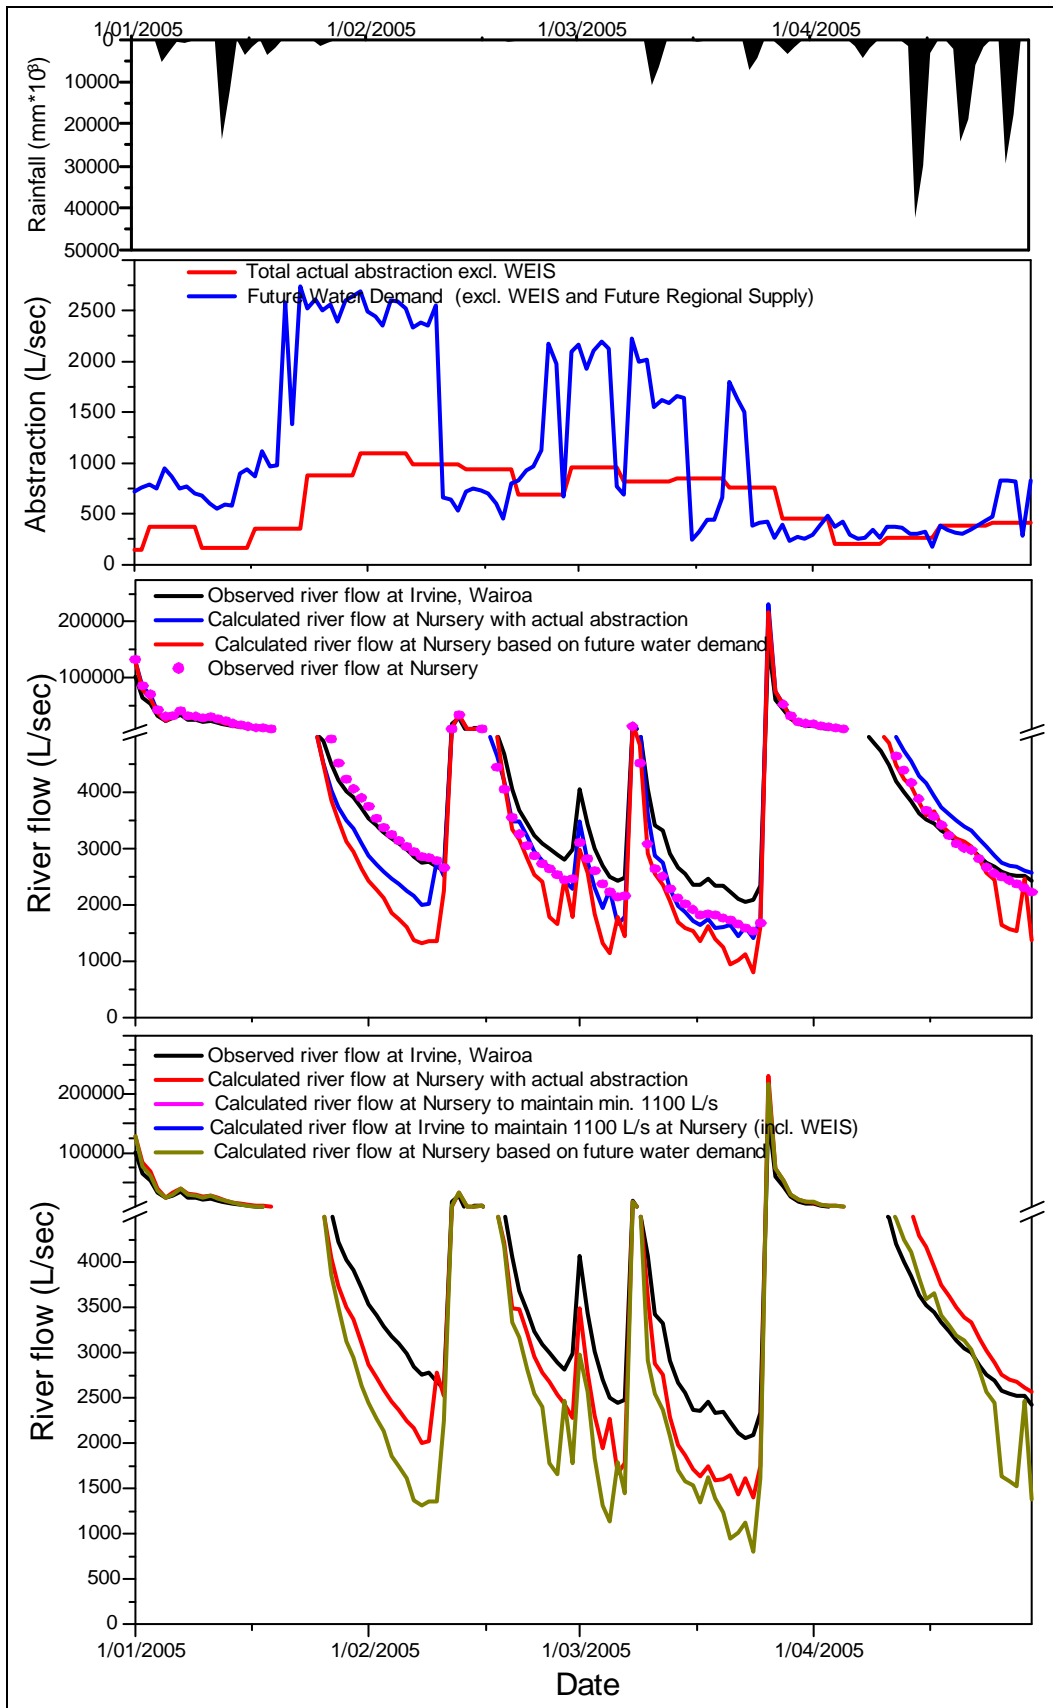 1/01/2005 1/02/2005 1/03/2005 1/04/2005
0
10000
20000
30000
40000
50000
Rainfall (mm*10³)
Total actual abstraction excl. WEIS
Future Water Demand (excl. WEIS and Future Regional Supply)
2500
2000
1500
1000
500
0
Abstraction (L/sec)
Observed river flow at Irvine, Wairoa
Calculated river flow at Nursery with actual abstraction
Calculated river flow at Nursery based on future water demand
Observed river flow at Nursery
200000
100000
4000
3000
2000
1000
0
River flow (L/sec)
Observed river flow at Irvine, Wairoa
Calculated river flow at Nursery with actual abstraction
Calculated river flow at Nursery to maintain min. 1100 L/s
Calculated river flow at Irvine to maintain 1100 L/s at Nursery (incl. WEIS)
Calculated river flow at Nursery based on future water demand
200000
100000
4000
3500
3000
2500
2000
1500
1000
500
0
River flow (L/sec)
1/01/2005 1/02/2005 1/03/2005 1/04/2005
Date